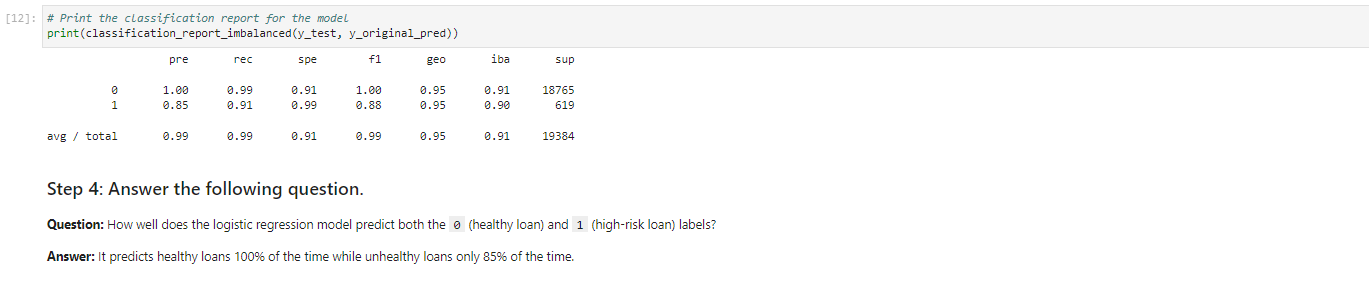 [12]: # Print the classification report for the model
print(classification_report_imbalanced(y_test, y_original_pred))
pre rec spe f1 geo iba sup
0 1.00 0.99 0.91 1.00 0.95 0.91 18765
1 0.85 0.91 0.99 0.88 0.95 0.90 619
avg / total 0.99 0.99 0.91 0.99 0.95 0.91 19384
Step 4: Answer the following question.
Question: How well does the logistic regression model predict both the 0 (healthy loan) and 1 (high-risk loan) labels?
Answer: It predicts healthy loans 100% of the time while unhealthy loans only 85% of the time.